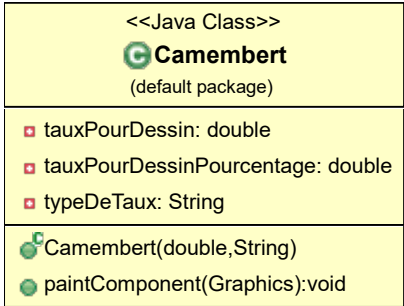 <<Java Class>>
Camembert
(default package)
tauxPourDessin: double
tauxPourDessinPourcentage: double
typeDeTaux: String
Camembert(double,String)
paintComponent(Graphics):void